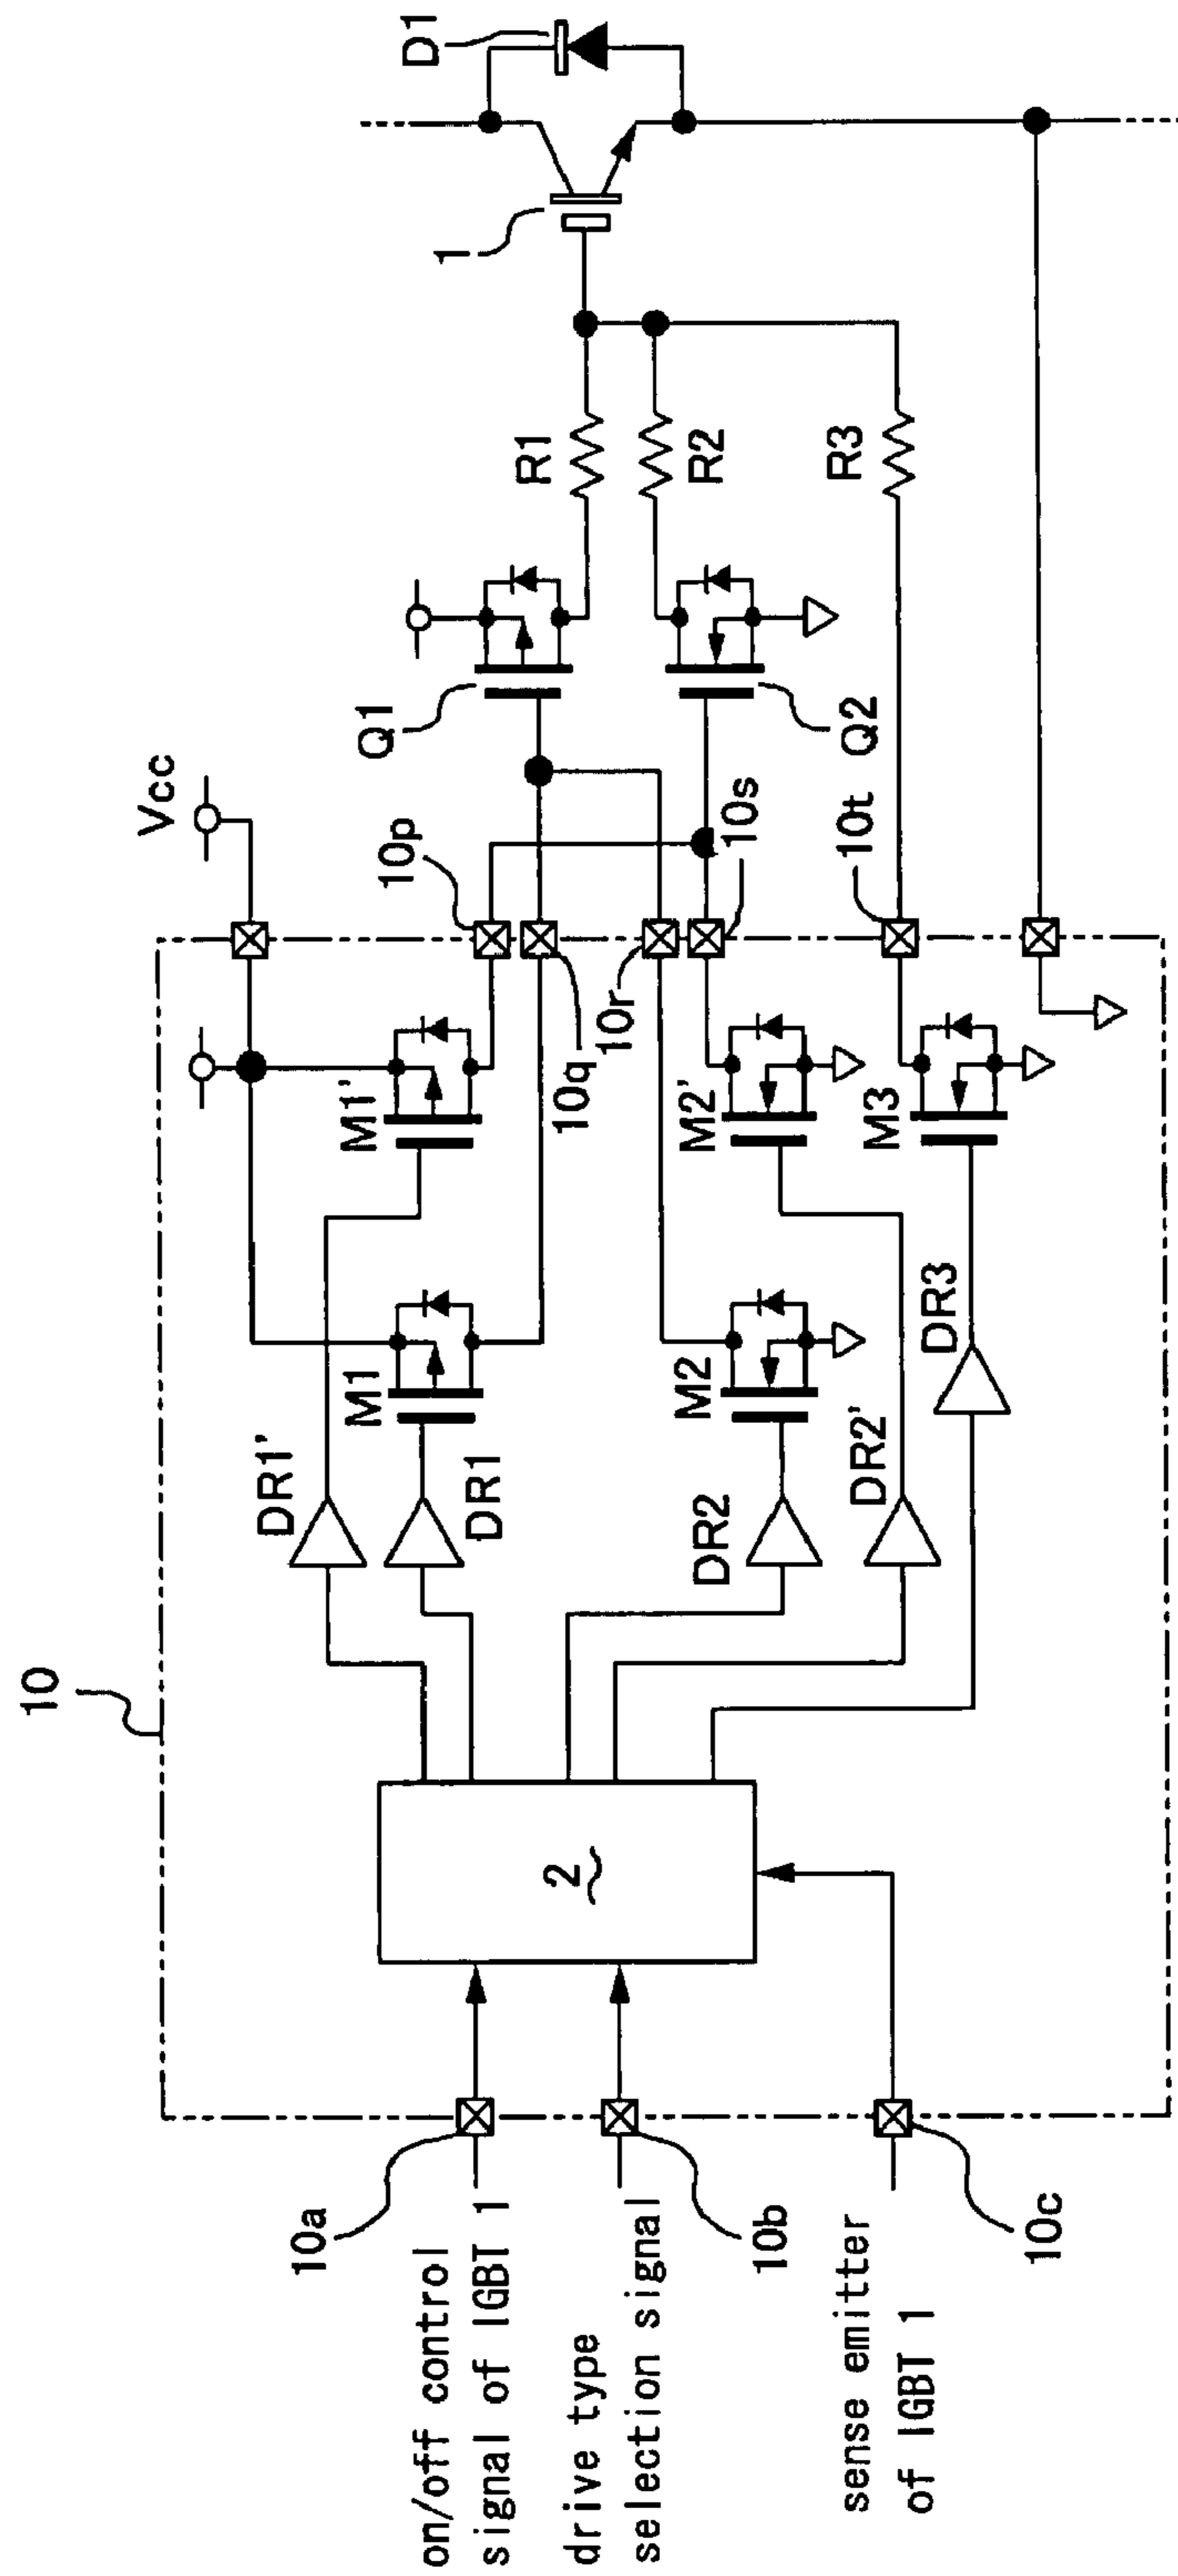 10
Vcc
D1
1
DR1'
M1'
10p
Q1
R1
M1
DR1
10q
10r
R2
10a
on/off control
signal of IGBT 1
2
DR2
M2
M2'
10s
Q2
drive type
selection signal
10b
DR2'
DR3
M3
10t
R3
sense emitter
of IGBT 1
10c